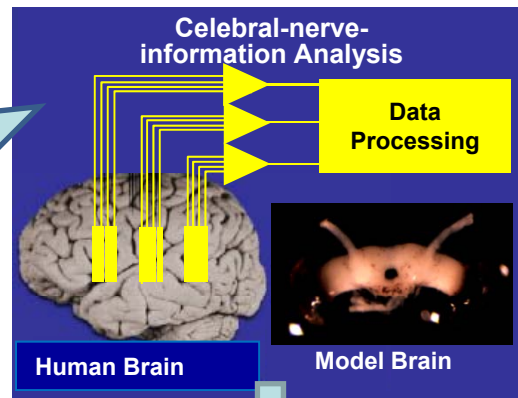 Celebral-nerve-
information Analysis
Data
Processing
Human Brain
Model Brain